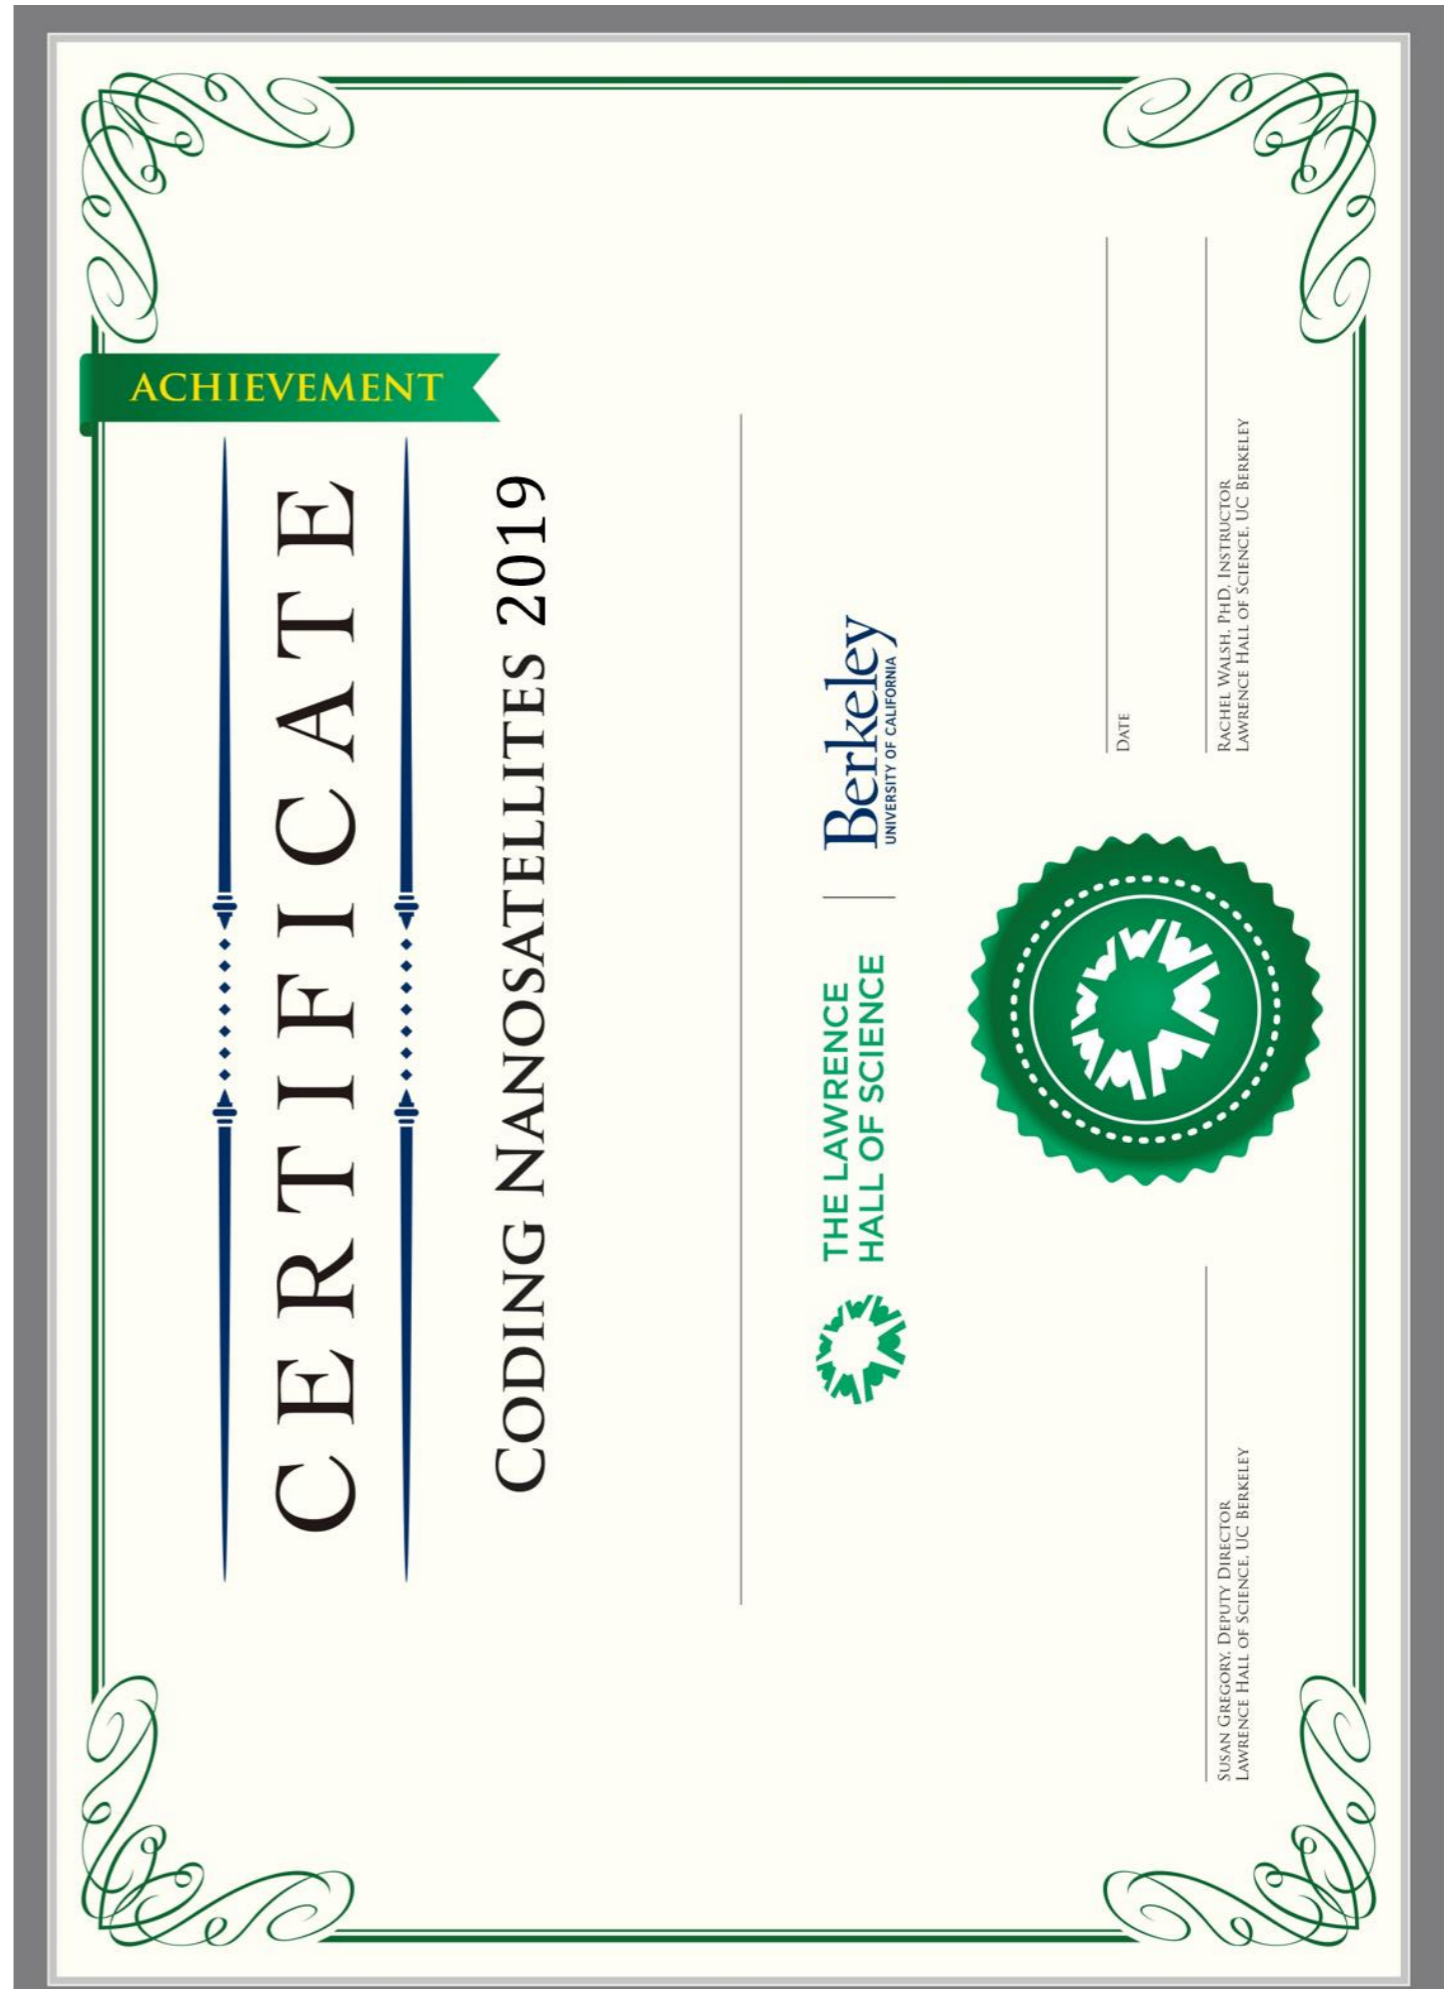 ACHIEVEMENT
CERTIFICATE
CODING NANOSATELLITES 2019
THE LAWRENCE
HALL OF SCIENCE
Berkeley
UNIVERSITY OF CALIFORNIA
DATE
SUSAN GREGORY, DEPUTY DIRECTOR
LAWRENCE HALL OF SCIENCE, UC BERKELEY
RACHEL WALSH, PHD, INSTRUCTOR
LAWRENCE HALL OF SCIENCE, UC BERKELEY